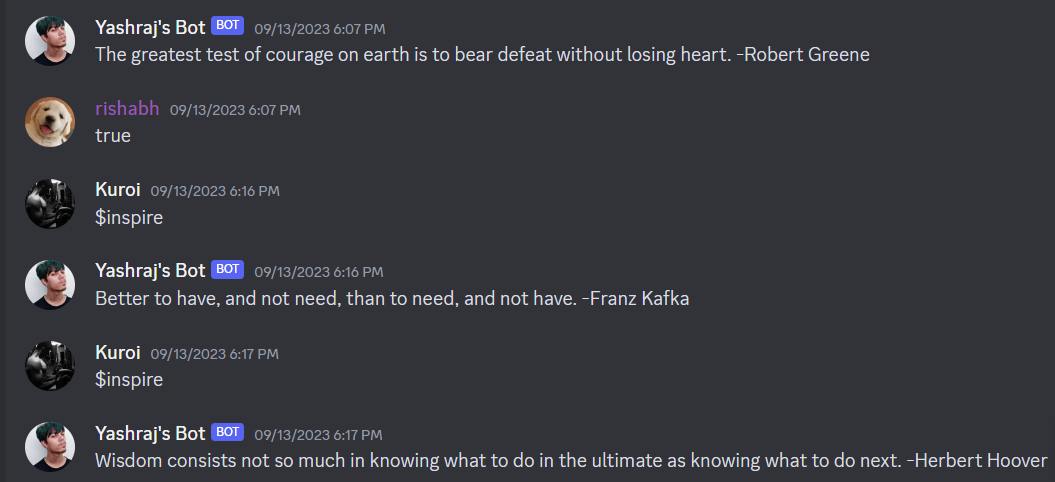 Yashraj's Bot BOT 09/13/2023 6:07 PM
The greatest test of courage on earth is to bear defeat without losing heart. -Robert Greene
rishabh 09/13/2023 6:07 PM
true
Kuroi 09/13/2023 6:16 PM
$inspire
Yashraj's Bot BOT 09/13/2023 6:16 PM
Better to have, and not need, than to need, and not have. -Franz Kafka
Kuroi 09/13/2023 6:17 PM
$inspire
Yashraj's Bot BOT 09/13/2023 6:17 PM
Wisdom consists not so much in knowing what to do in the ultimate as knowing what to do next. -Herbert Hoover